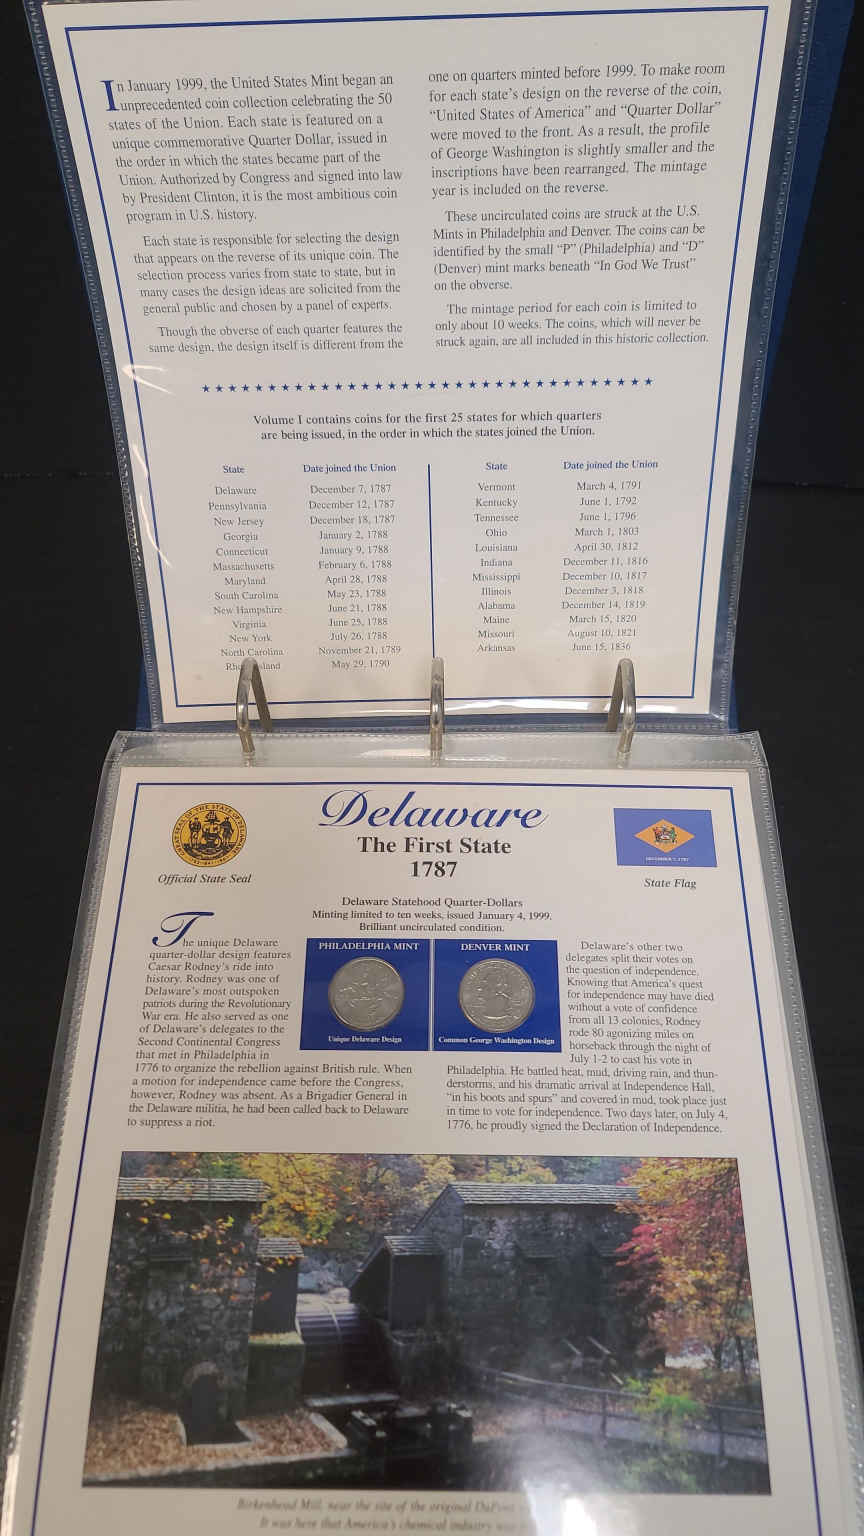 In January 1999, the United States Mint began an
unprecedented coin collection celebrating the 50
states of the Union. Each state is featured on a
unique commemorative Quarter Dollar, issued in
the order in which the states became part of the
Union. Authorized by Congress and signed into law
by President Clinton, it is the most ambitious coin
program in U.S. history.
Each state is responsible for selecting the design
that appears on the reverse of its unique coin. The
selection process varies from state to state, but in
many cases the design ideas are solicited from the
general public and chosen by a panel of experts.
Though the obverse of each quarter features the
same design, the design itself is different from the
one on quarters minted before 1999. To make room
for each state's design on the reverse of the coin,
“United States of America” and “Quarter Dollar”
were moved to the front. As a result, the profile
of George Washington is slightly smaller and the
inscriptions have been rearranged. The mintage
year is included on the reverse.
These uncirculated coins are struck at the U.S.
Mints in Philadelphia and Denver. The coins can be
identified by the small “P” (Philadelphia) and “D”
(Denver) mint marks beneath “In God We Trust”
on the obverse.
The mintage period for each coin is limited to
only about 10 weeks. The coins, which will never be
struck again, are all included in this historic collection.
Volume I contains coins for the first 25 states for which quarters
are being issued, in the order in which the states joined the Union.
State Date joined the Union
Delaware December 7, 1787
Pennsylvania December 12, 1787
New Jersey December 18, 1787
Georgia January 2, 1788
Connecticut January 9, 1788
Massachusetts February 6, 1788
Maryland April 28, 1788
South Carolina May 23, 1788
New Hampshire June 21, 1788
Virginia June 25, 1788
New York July 26, 1788
North Carolina November 21, 1789
Rhode Island May 29, 1790
State Date joined the Union
Vermont March 4, 1791
Kentucky June 1, 1792
Tennessee June 1, 1796
Ohio March 1, 1803
Louisiana April 30, 1812
Indiana December 11, 1816
Mississippi December 10, 1817
Illinois December 3, 1818
Alabama December 14, 1819
Maine March 15, 1820
Missouri August 10, 1821
Arkansas June 15, 1836
Delaware
The First State
1787
Official State Seal
DECEMBER 7, 1787
State Flag
Delaware Statehood Quarter-Dollars
Minting limited to ten weeks, issued January 4, 1999.
Brilliant uncirculated condition.
PHILADELPHIA MINT
Unique Delaware Design
DENVER MINT
Common George Washington Design
The unique Delaware
quarter-dollar design features
Caesar Rodney's ride into
history. Rodney was one of
Delaware's most outspoken
patriots during the Revolutionary
War era. He also served as one
of Delaware's delegates to the
Second Continental Congress
that met in Philadelphia in
1776 to organize the rebellion against British rule. When
a motion for independence came before the Congress,
however, Rodney was absent. As a Brigadier General in
the Delaware militia, he had been called back to Delaware
to suppress a riot.
Delaware's other two
delegates split their votes on
the question of independence.
Knowing that America's quest
for independence may have died
without a vote of confidence
from all 13 colonies, Rodney
rode 80 agonizing miles on
horseback through the night of
July 1-2 to cast his vote in
Philadelphia. He battled heat, mud, driving rain, and thun-
derstorms, and his dramatic arrival at Independence Hall,
“in his boots and spurs” and covered in mud, took place just
in time to vote for independence. Two days later, on July 4,
1776, he proudly signed the Declaration of Independence.
Birkenhead Mill, near the site of the original DuPont
It was here that America's chemical industry was